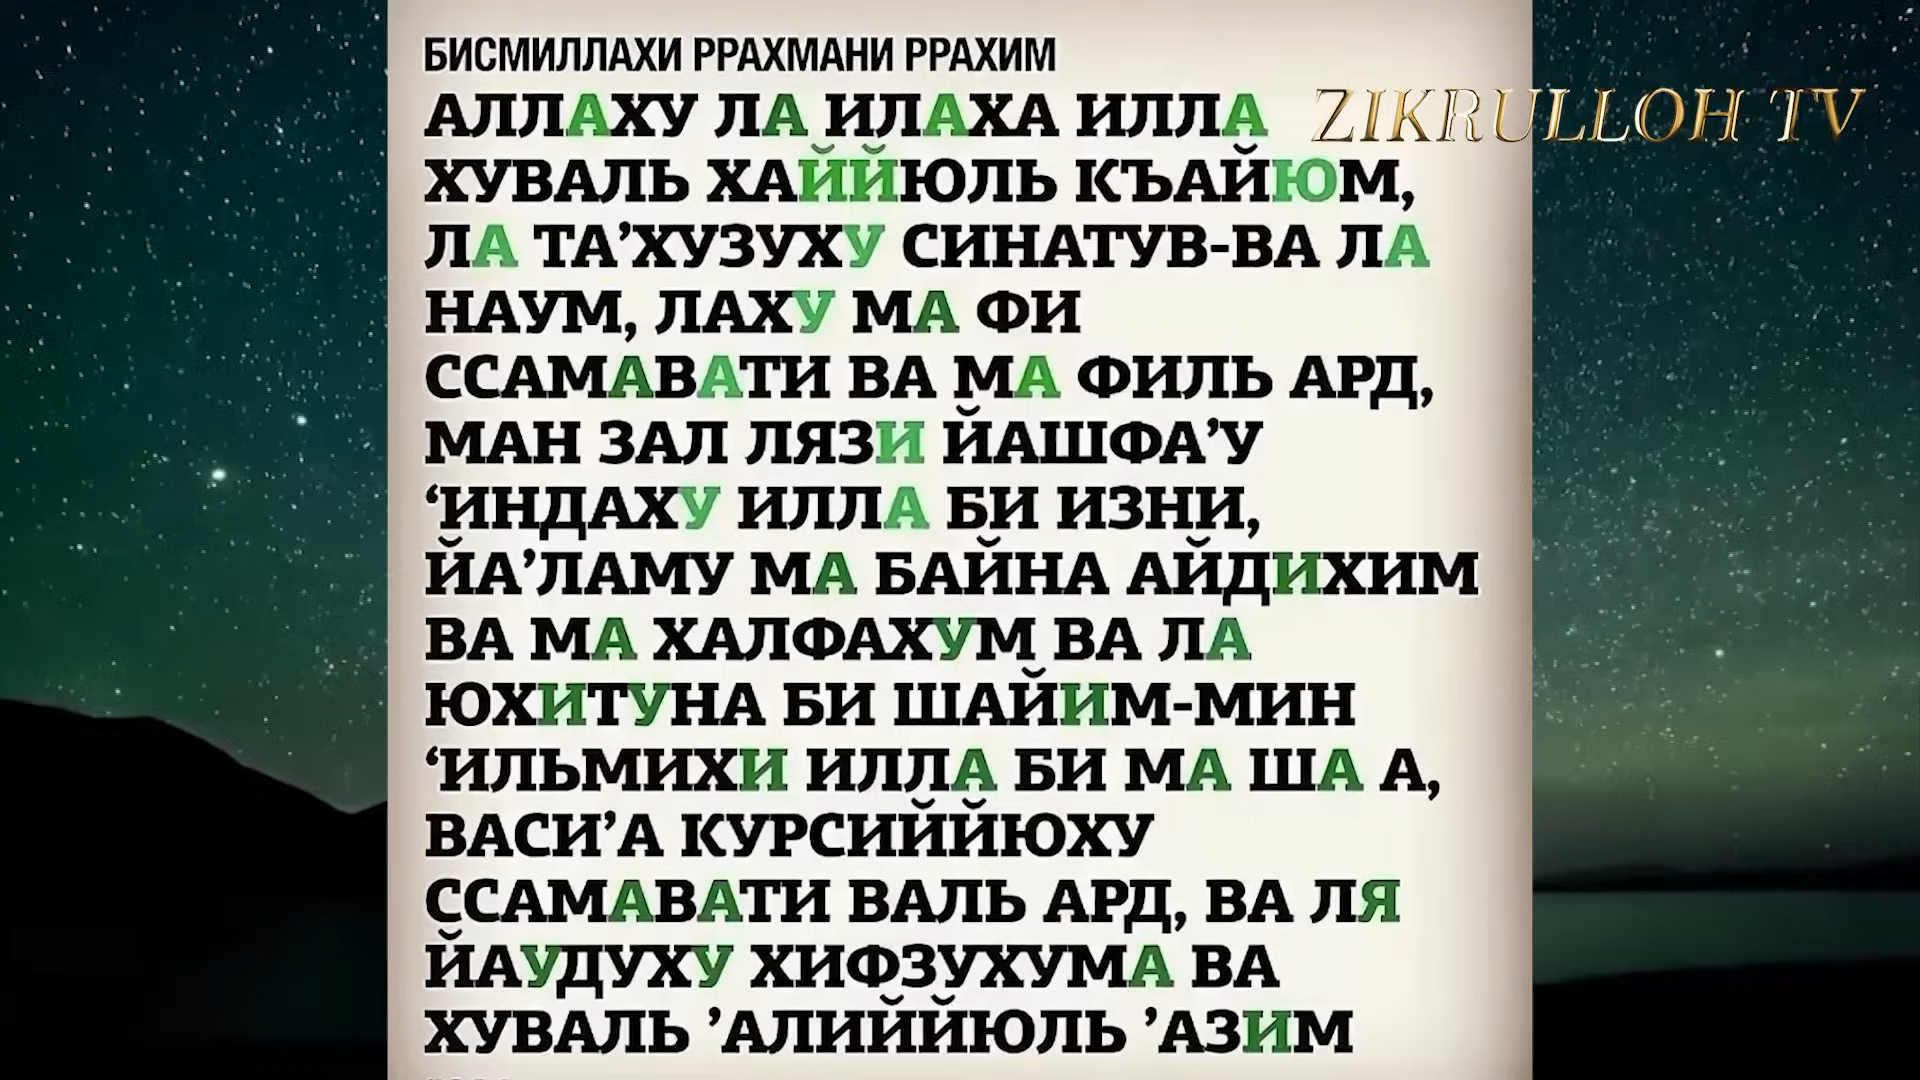 БИСМИЛЛАХИ РРАХМАНИ РРАХИМ
АЛЛАХУ ЛА ИЛАХА ИЛЛА
ZIKRULLOH TV
ХУВАЛЬ ХАЙЙЮЛЬ КЪАЙЮМ,
ЛА ТА’ХУЗУХУ СИНАТУВ-ВА ЛА
НАУМ, ЛАХУ МА ФИ
ССАМАВАТИ ВА МА ФИЛЬ АРД,
МАН ЗАЛ ЛЯЗИ ЙАШФА’У
‘ИНДАХУ ИЛЛА БИ ИЗНИ,
ЙА’ЛАМУ МА БАЙНА АЙДИХИМ
ВА МА ХАЛФАХУМ ВА ЛА
ЮХИТУНА БИ ШАЙИМ-МИН
‘ИЛЬМИХИ ИЛЛА БИ МА ША А,
ВАСИ’А КУРСИЙЙЮХУ
ССАМАВАТИ ВАЛЬ АРД, ВА ЛЯ
ЙАУДУХУ ХИФЗУХУМА ВА
ХУВАЛЬ ’АЛИЙЙЮЛЬ ’АЗИМ